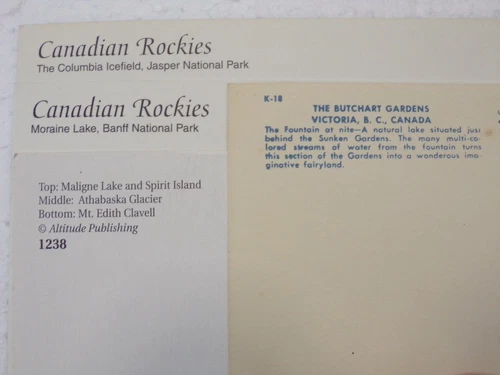 Canadian Rockies
The Columbia Icefield, Jasper National Park
Canadian Rockies
Moraine Lake, Banff National Park
Top: Maligne Lake and Spirit Island
Middle: Athabaska Glacier
Bottom: Mt. Edith Clavell
© Altitude Publishing
1238
K-18
THE BUTCHART GARDENS
VICTORIA, B. C., CANADA
The Fountain at nite—A natural lake situated just
behind the Sunken Gardens. The many multi-co-
lored streams of water from the fountain turns
this section of the Gardens into a wonderous ima-
ginative fairyland.